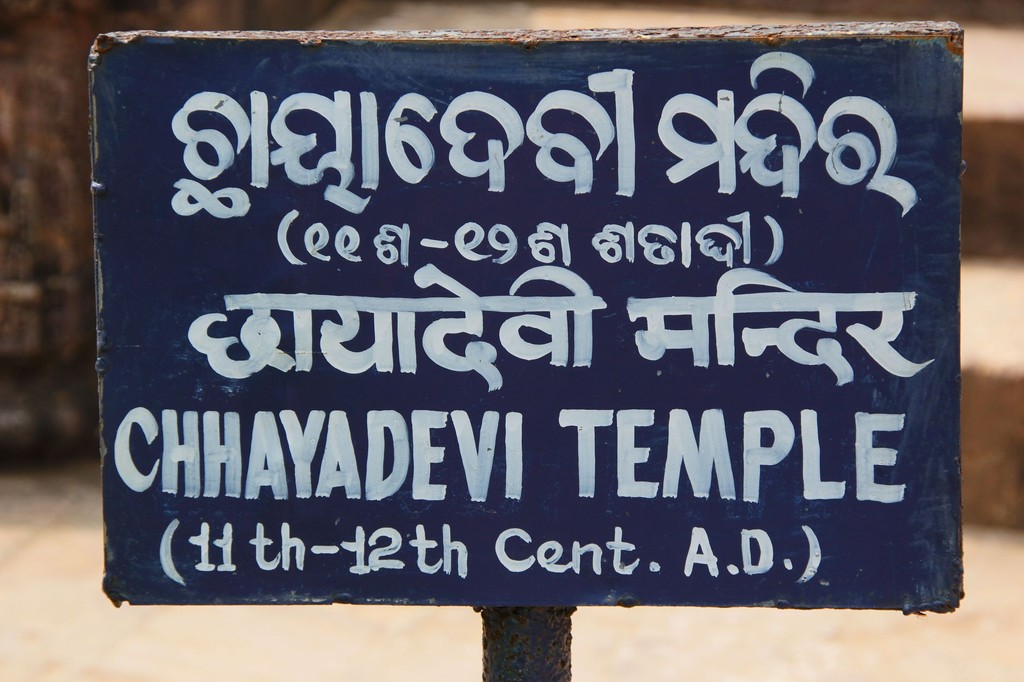 ଛାୟାଦେବୀ ମନ୍ଦିର
(୧୧ଶ-୧୨ଶ ଶତାବ୍ଦୀ)
छायादेवी मन्दिर
CHHAYADEVI TEMPLE
(11th-12th Cent. A.D.)